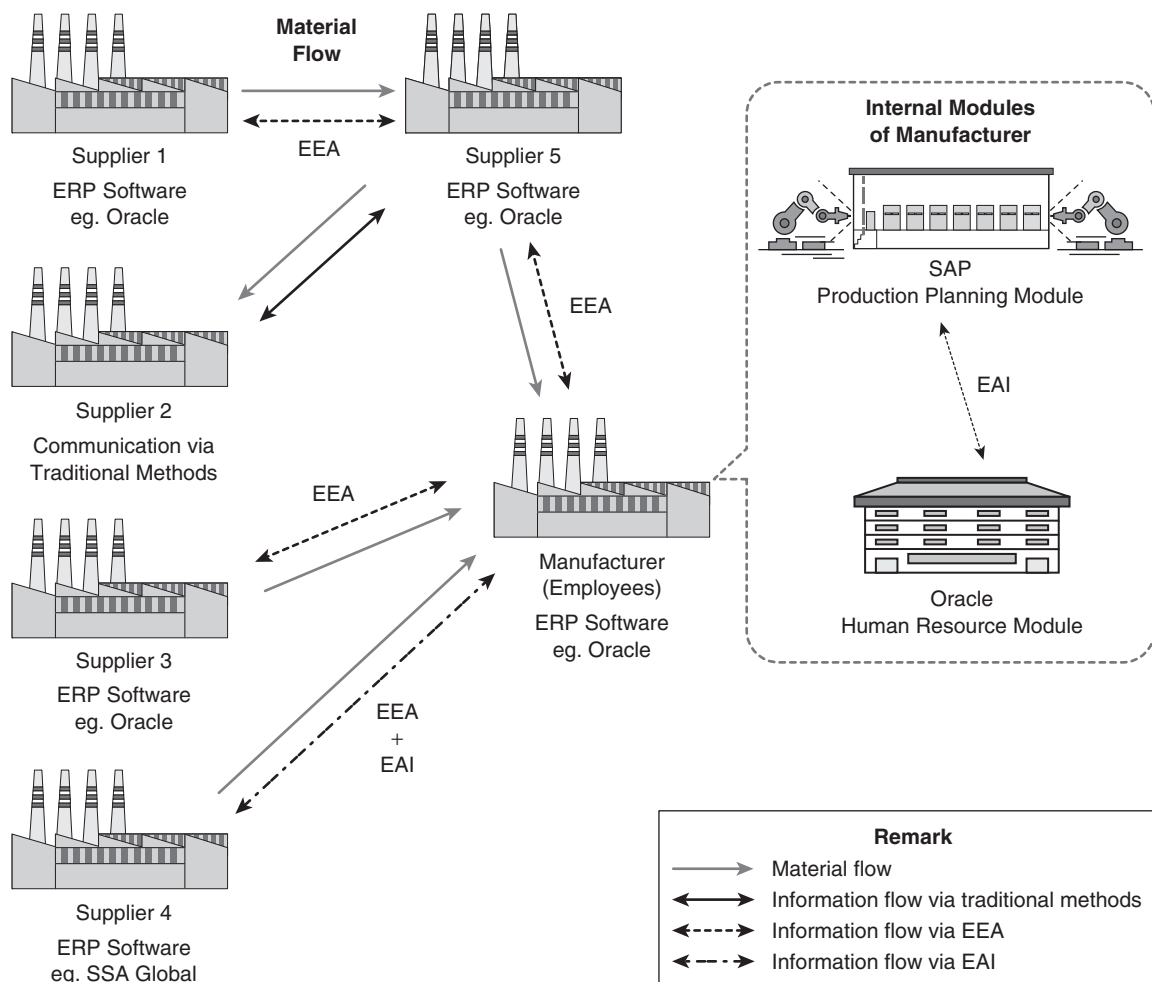 Material
Flow
EEA
Supplier 1
ERP Software
eg. Oracle
Supplier 5
ERP Software
eg. Oracle
Internal Modules
of Manufacturer
SAP
Production Planning Module
EAI
Oracle
Human Resource Module
EEA
Supplier 2
Communication via
Traditional Methods
EEA
Manufacturer
(Employees)
ERP Software
eg. Oracle
Supplier 3
ERP Software
eg. Oracle
EEA
+
EAI
Supplier 4
ERP Software
eg. SSA Global
Remark
Material flow
Information flow via traditional methods
Information flow via EEA
Information flow via EAI